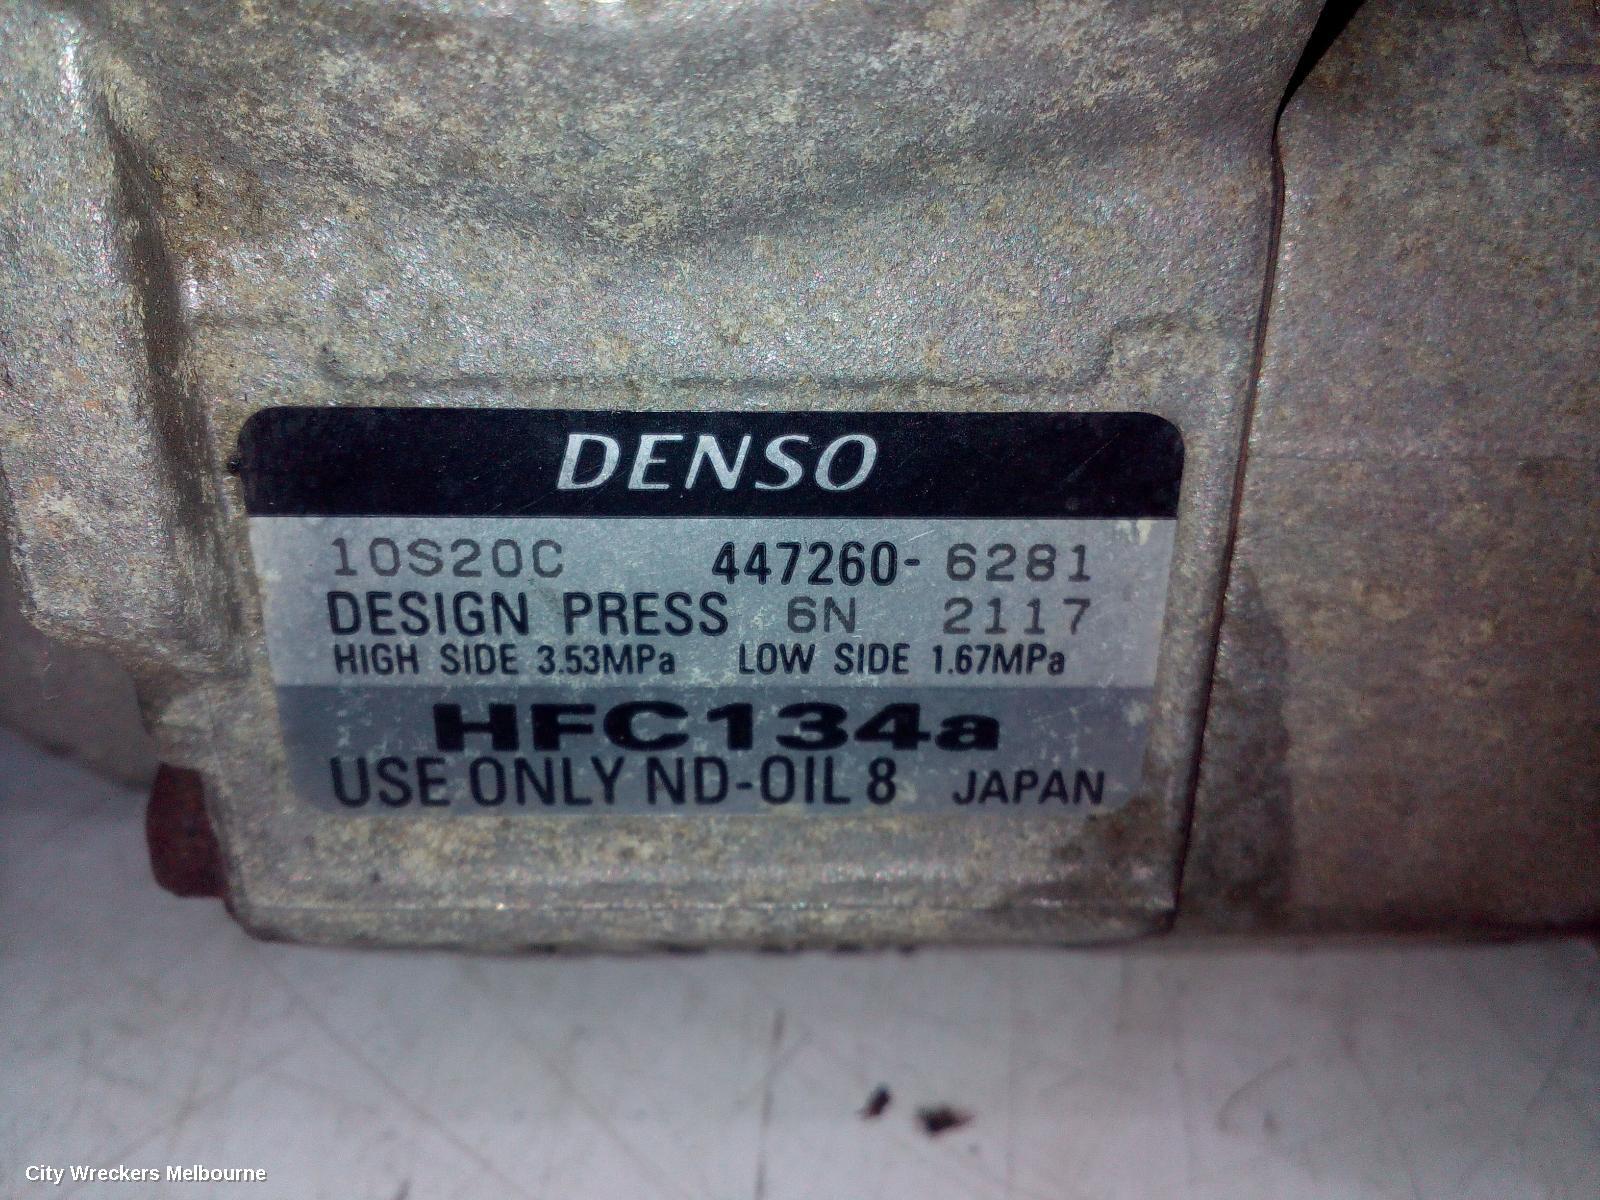 DENSO
10S20C 447260- 6281
DESIGN PRESS 6N 2117
HIGH SIDE 3.53MPa LOW SIDE 1.67MPa
HFC134a
USE ONLY ND-OIL 8 JAPAN
City Wreckers Melbourne